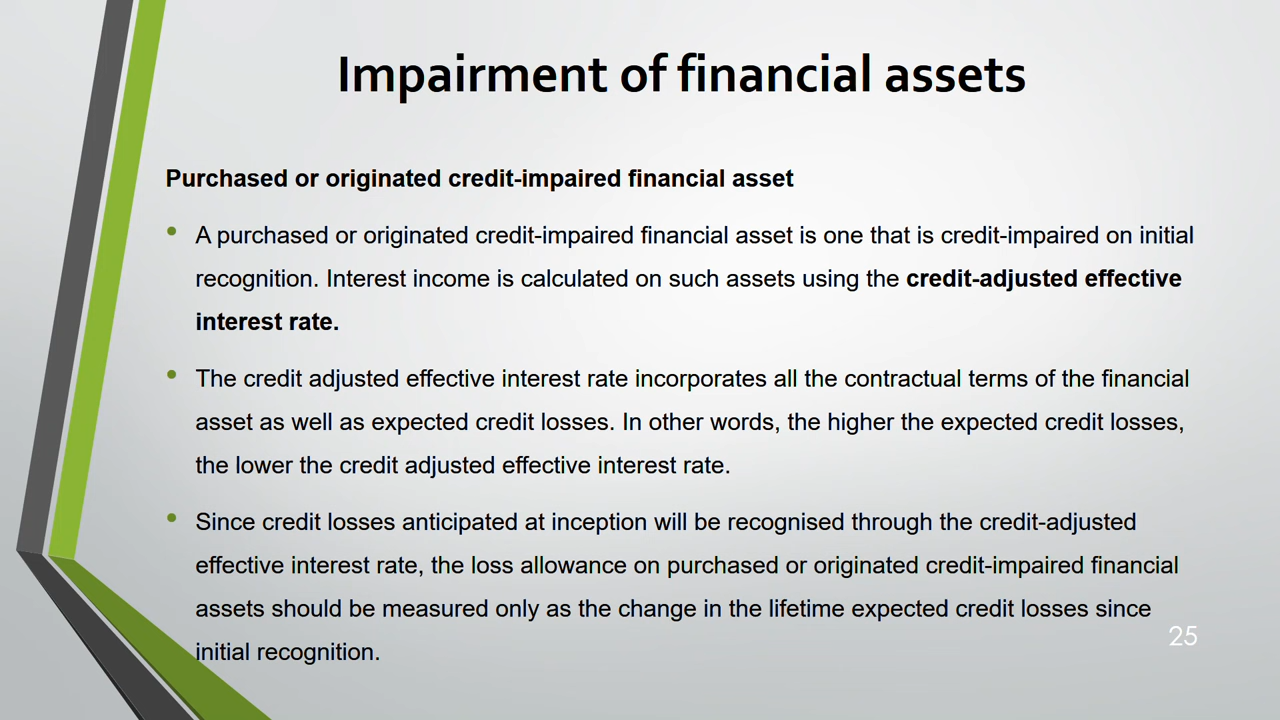 Impairment of financial assets
Purchased or originated credit-impaired financial asset
• A purchased or originated credit-impaired financial asset is one that is credit-impaired on initial
recognition. Interest income is calculated on such assets using the credit-adjusted effective
interest rate.
• The credit adjusted effective interest rate incorporates all the contractual terms of the financial
asset as well as expected credit losses. In other words, the higher the expected credit losses,
the lower the credit adjusted effective interest rate.
• Since credit losses anticipated at inception will be recognised through the credit-adjusted
effective interest rate, the loss allowance on purchased or originated credit-impaired financial
assets should be measured only as the change in the lifetime expected credit losses since
initial recognition.
25